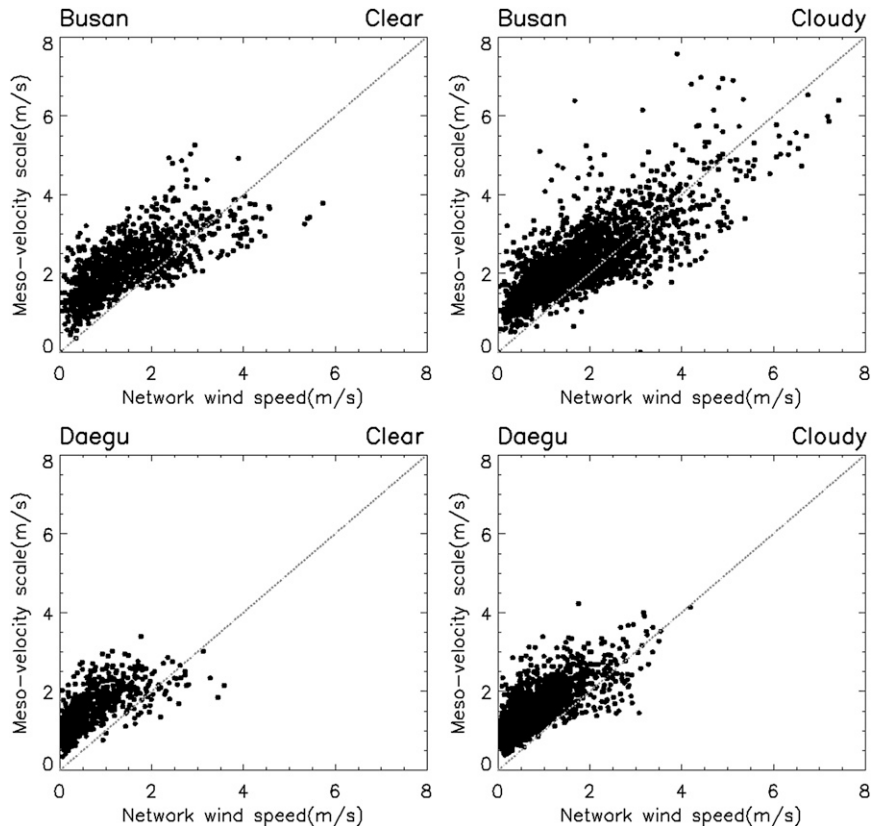 Busan Clear
8
6
4
2
0
Meso-velocity scale(m/s)
0 2 4 6 8
Network wind speed(m/s)
Busan Cloudy
8
6
4
2
0
Meso-velocity scale(m/s)
0 2 4 6 8
Network wind speed(m/s)
Daegu Clear
8
6
4
2
0
Meso-velocity scale(m/s)
0 2 4 6 8
Network wind speed(m/s)
Daegu Cloudy
8
6
4
2
0
Meso-velocity scale(m/s)
0 2 4 6 8
Network wind speed(m/s)